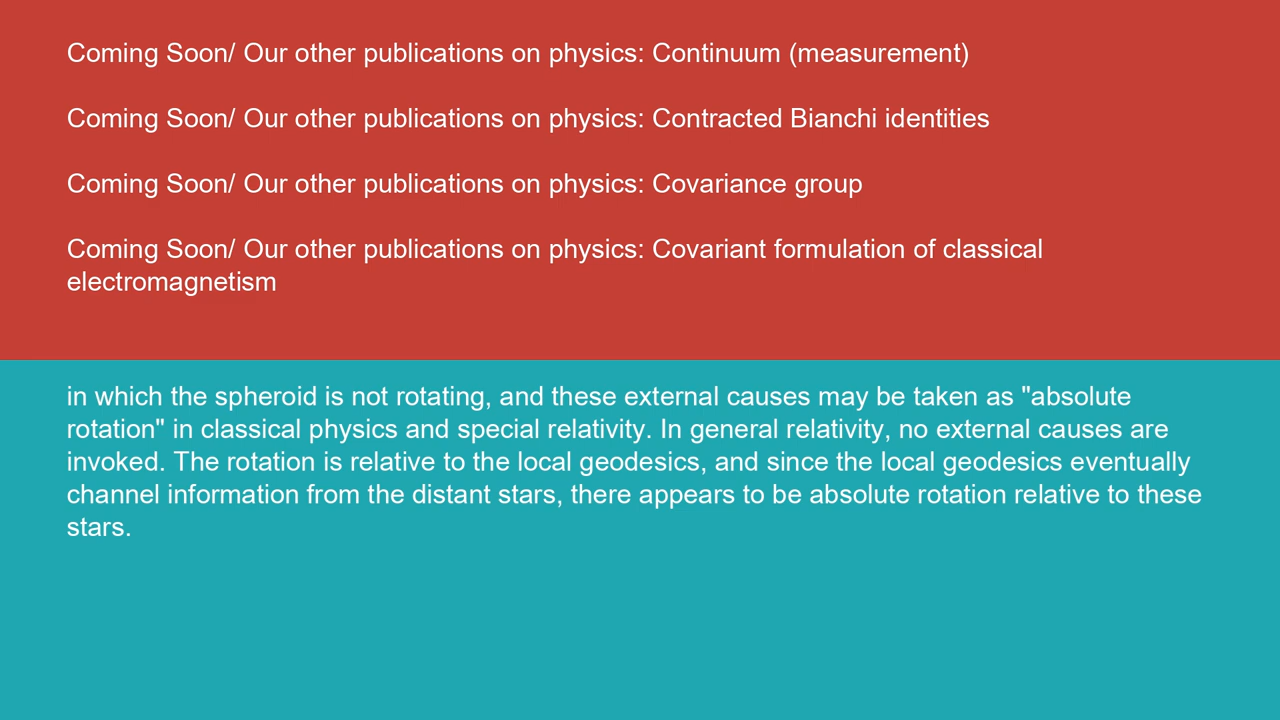 Coming Soon/ Our other publications on physics: Continuum (measurement)
Coming Soon/ Our other publications on physics: Contracted Bianchi identities
Coming Soon/ Our other publications on physics: Covariance group
Coming Soon/ Our other publications on physics: Covariant formulation of classical
electromagnetism
in which the spheroid is not rotating, and these external causes may be taken as "absolute
rotation" in classical physics and special relativity. In general relativity, no external causes are
invoked. The rotation is relative to the local geodesics, and since the local geodesics eventually
channel information from the distant stars, there appears to be absolute rotation relative to these
stars.